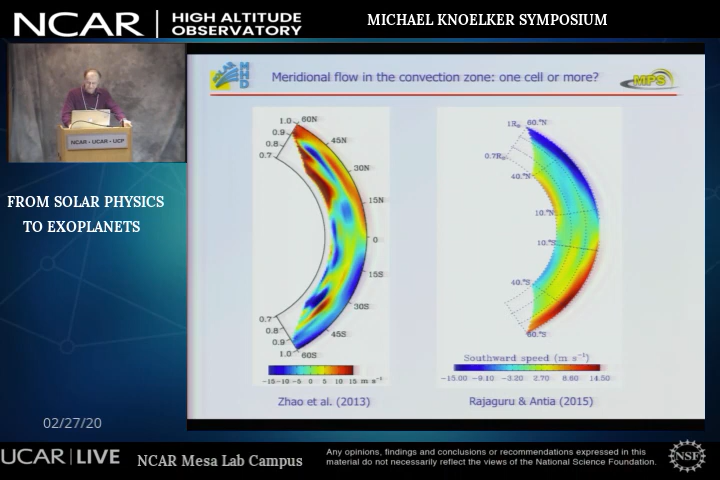 NCAR | HIGH ALTITUDE
OBSERVATORY
MICHAEL KNOELKER SYMPOSIUM
NCAR • UCAR • UCP
FROM SOLAR PHYSICS
TO EXOPLANETS
02/27/20
MHD
Meridional flow in the convection zone: one cell or more?
MPS
1.0 60N
0.9
0.8
0.7
45N
30N
15N
0
15S
30S
45S
0.7
0.8
0.9
1.0 60S
-15-10 -5 0 5 10 15 m s⁻¹
Zhao et al. (2013)
1R☉ 60.°N
0.7R☉
40.°N
10.°N
10.°S
40.°S
60.°S
Southward speed (m s⁻¹)
-15.00 -9.10 -3.20 2.70 8.60 14.50
Rajaguru & Antia (2015)
UCAR | LIVE
NCAR Mesa Lab Campus
Any opinions, findings and conclusions or recommendations expressed in this
material do not necessarily reflect the views of the National Science Foundation.
NSF